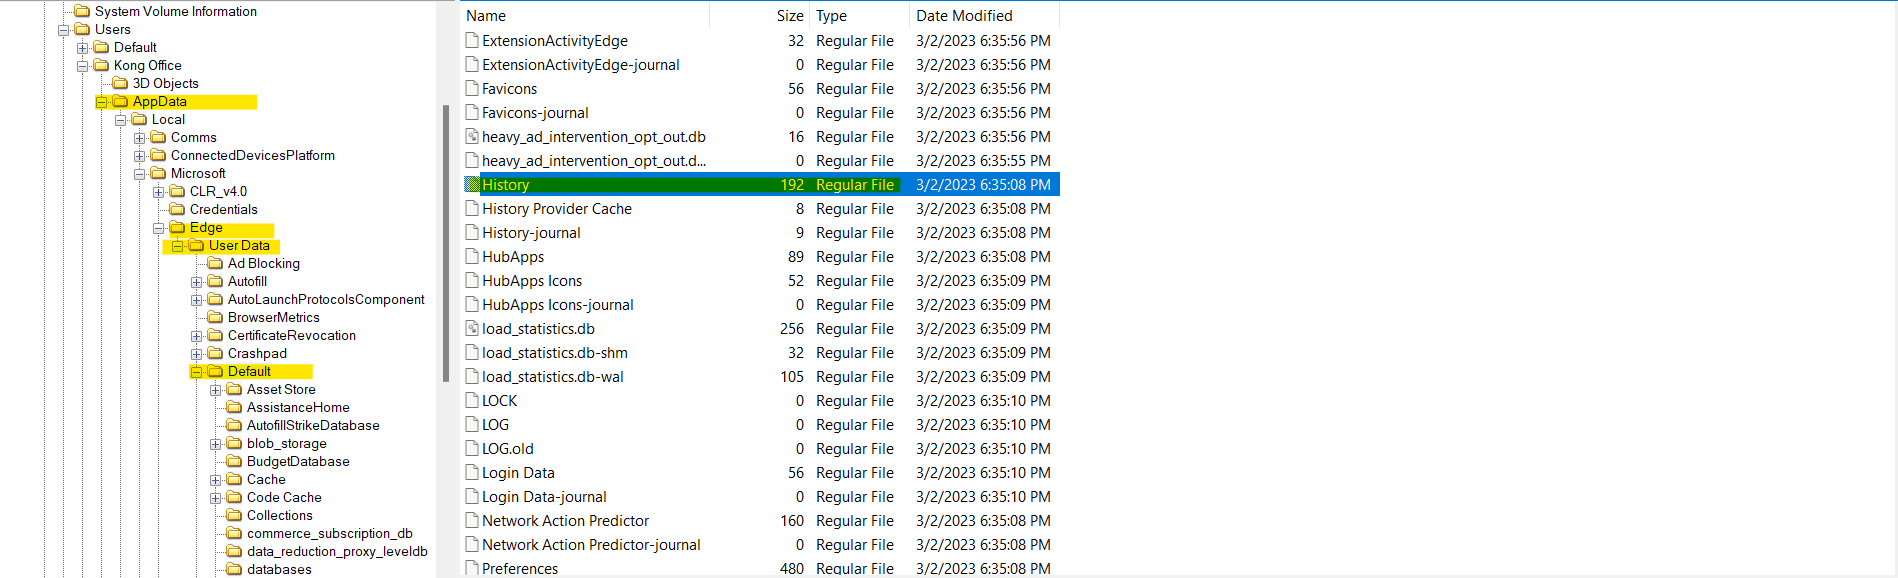 System Volume Information
Users
Default
Kong Office
3D Objects
AppData
Local
Comms
ConnectedDevicesPlatform
Microsoft
CLR_v4.0
Credentials
Edge
User Data
Ad Blocking
Autofill
AutoLaunchProtocolsComponent
BrowserMetrics
CertificateRevocation
Crashpad
Default
Asset Store
AssistanceHome
AutofillStrikeDatabase
blob_storage
BudgetDatabase
Cache
Code Cache
Collections
commerce_subscription_db
data_reduction_proxy_leveldb
databases
Name Size Type Date Modified
ExtensionActivityEdge 32 Regular File 3/2/2023 6:35:56 PM
ExtensionActivityEdge-journal 0 Regular File 3/2/2023 6:35:56 PM
Favicons 56 Regular File 3/2/2023 6:35:56 PM
Favicons-journal 0 Regular File 3/2/2023 6:35:56 PM
heavy_ad_intervention_opt_out.db 16 Regular File 3/2/2023 6:35:56 PM
heavy_ad_intervention_opt_out.d... 0 Regular File 3/2/2023 6:35:55 PM
History 192 Regular File 3/2/2023 6:35:08 PM
History Provider Cache 8 Regular File 3/2/2023 6:35:08 PM
History-journal 9 Regular File 3/2/2023 6:35:08 PM
HubApps 89 Regular File 3/2/2023 6:35:08 PM
HubApps Icons 52 Regular File 3/2/2023 6:35:09 PM
HubApps Icons-journal 0 Regular File 3/2/2023 6:35:09 PM
load_statistics.db 256 Regular File 3/2/2023 6:35:09 PM
load_statistics.db-shm 32 Regular File 3/2/2023 6:35:09 PM
load_statistics.db-wal 105 Regular File 3/2/2023 6:35:09 PM
LOCK 0 Regular File 3/2/2023 6:35:10 PM
LOG 0 Regular File 3/2/2023 6:35:10 PM
LOG.old 0 Regular File 3/2/2023 6:35:10 PM
Login Data 56 Regular File 3/2/2023 6:35:10 PM
Login Data-journal 0 Regular File 3/2/2023 6:35:10 PM
Network Action Predictor 160 Regular File 3/2/2023 6:35:08 PM
Network Action Predictor-journal 0 Regular File 3/2/2023 6:35:08 PM
Preferences 480 Regular File 3/2/2023 6:35:08 PM